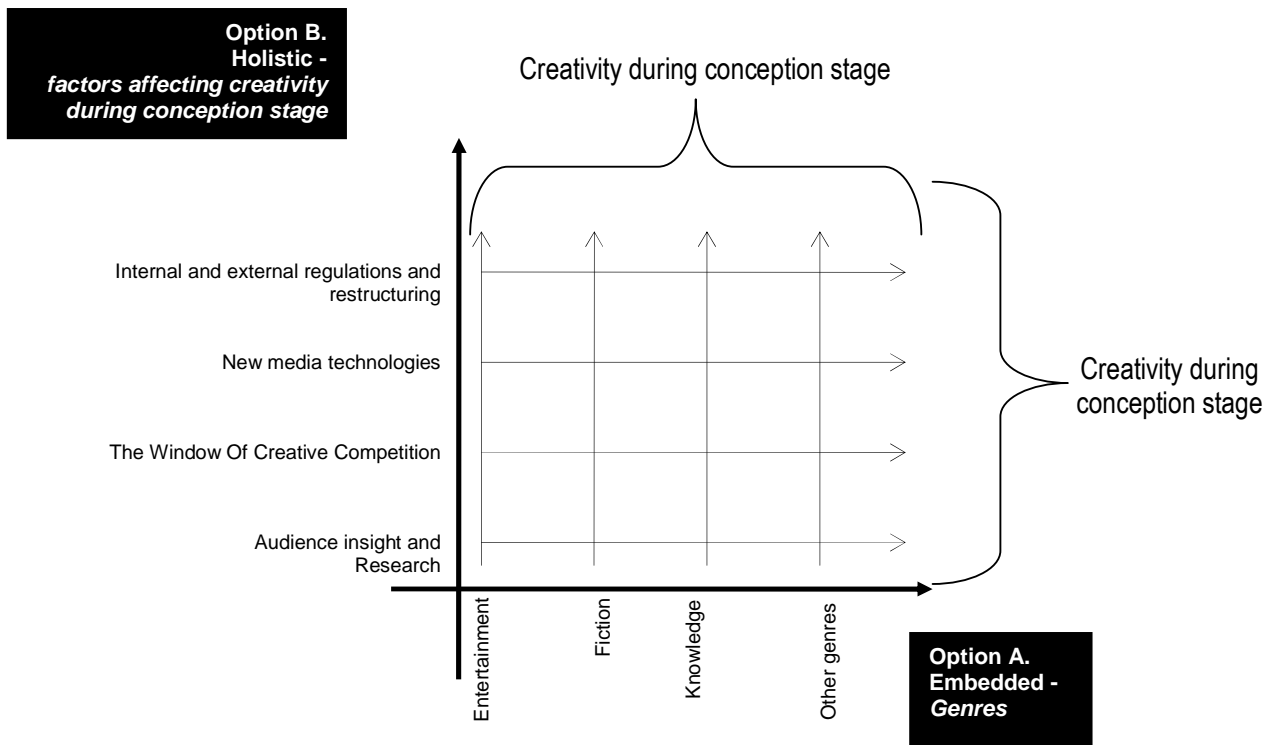 Option B.
Holistic -
factors affecting creativity
during conception stage
Creativity during conception stage
Internal and external regulations and
restructuring
New media technologies
The Window Of Creative Competition
Audience insight and
Research
Creativity during
conception stage
Entertainment
Fiction
Knowledge
Other genres
Option A.
Embedded -
Genres